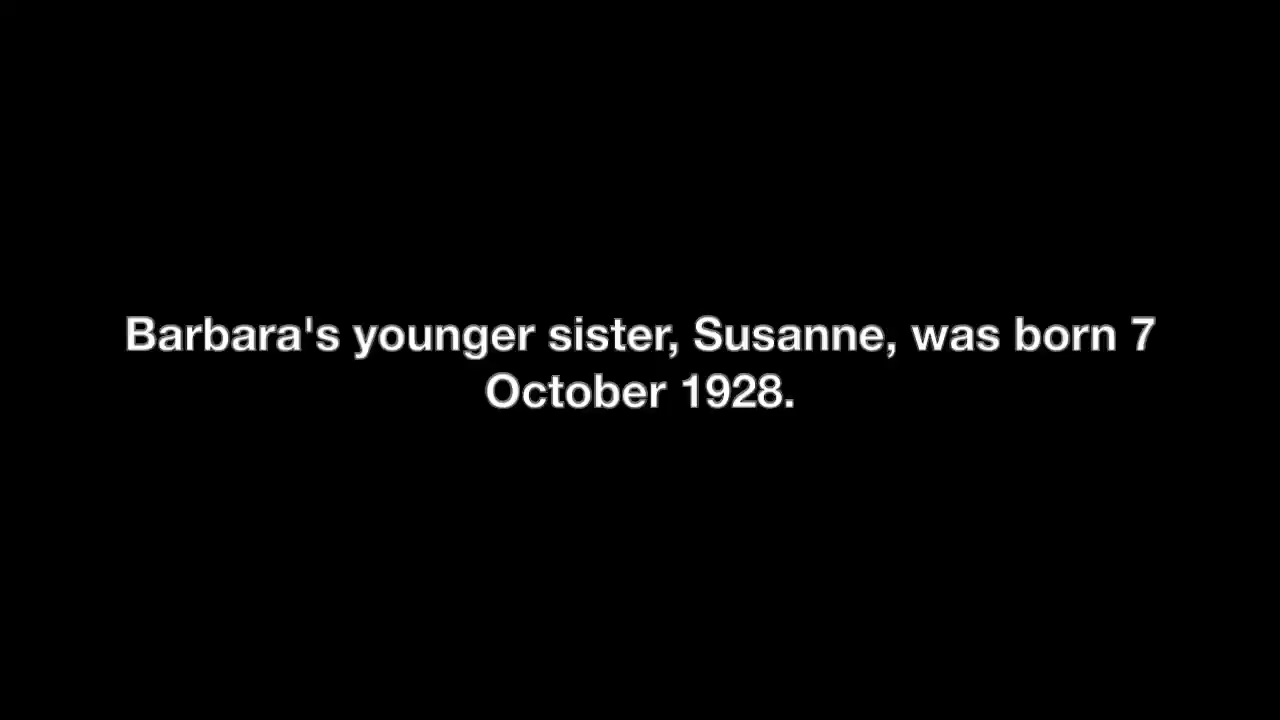 Barbara's younger sister, Susanne, was born 7
October 1928.